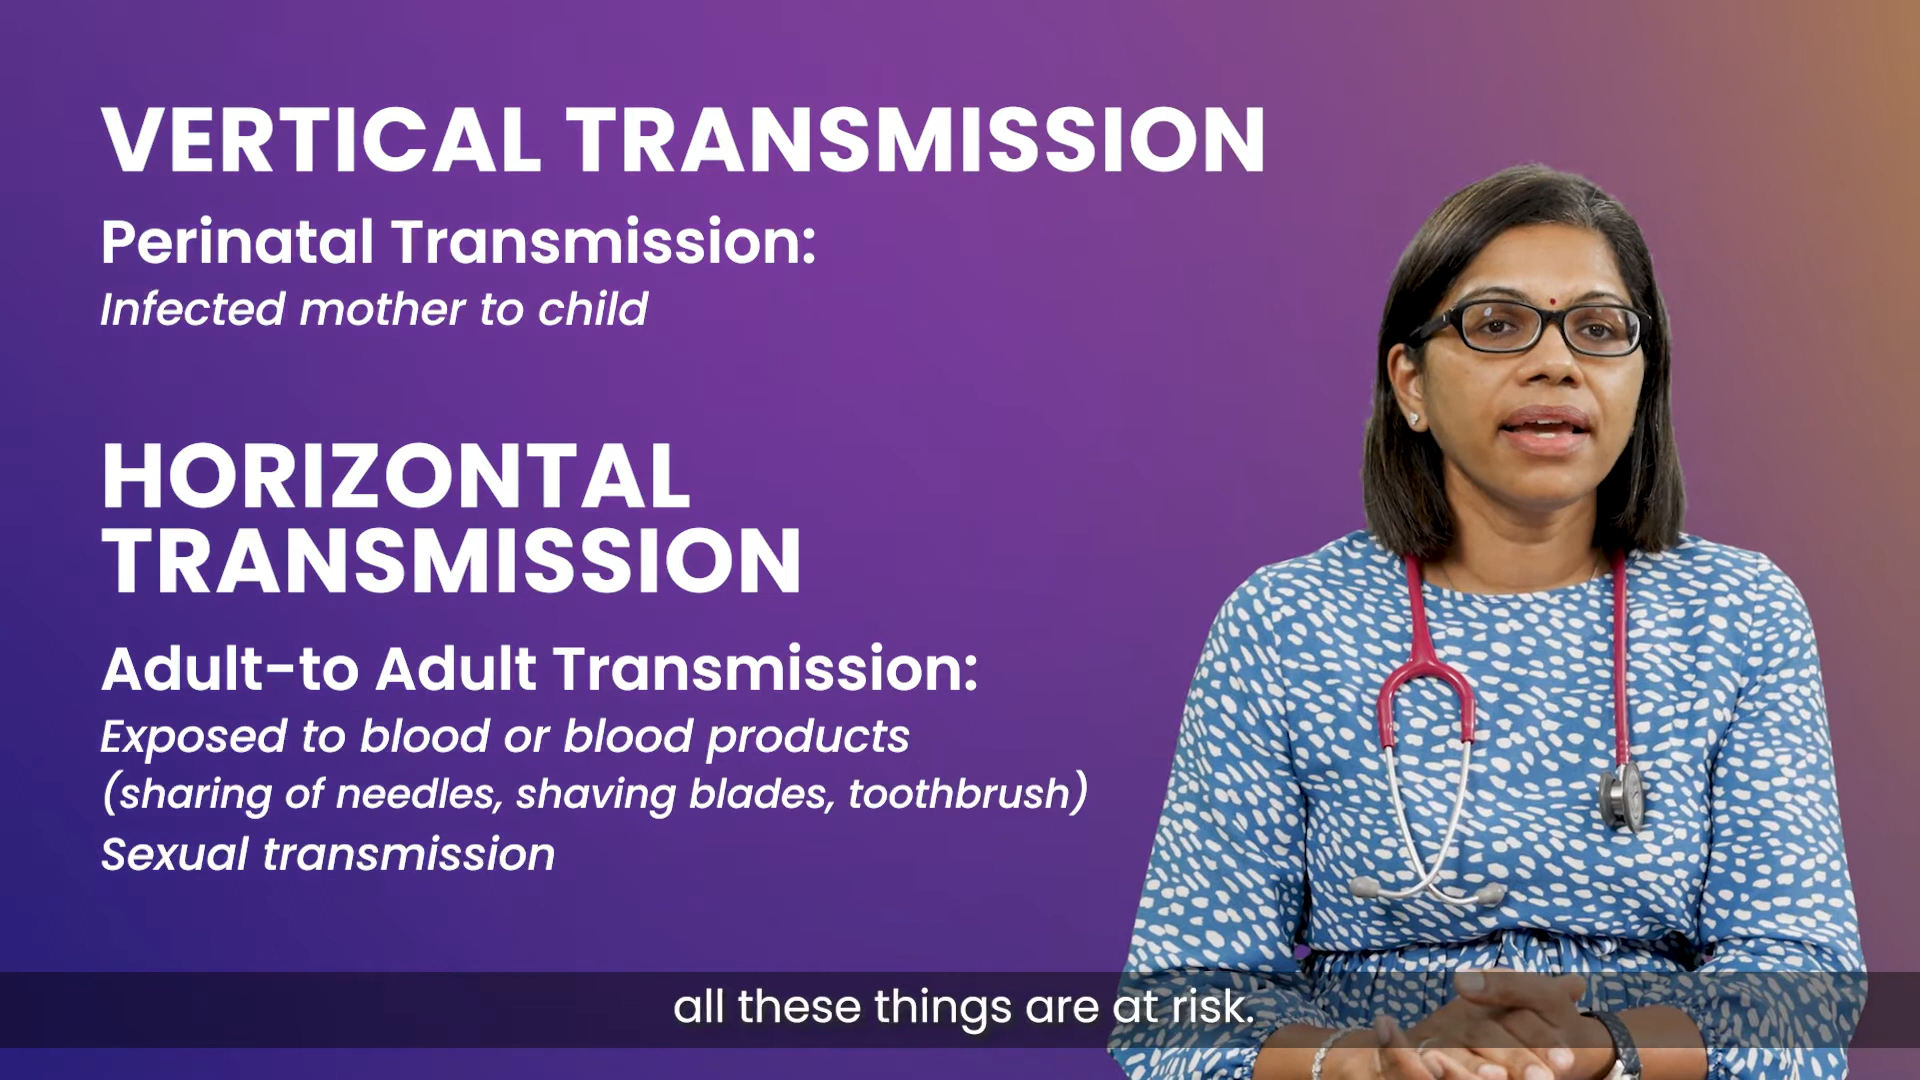 VERTICAL TRANSMISSION
Perinatal Transmission:
Infected mother to child
HORIZONTAL
TRANSMISSION
Adult-to Adult Transmission:
Exposed to blood or blood products
(sharing of needles, shaving blades, toothbrush)
Sexual transmission
all these things are at risk.